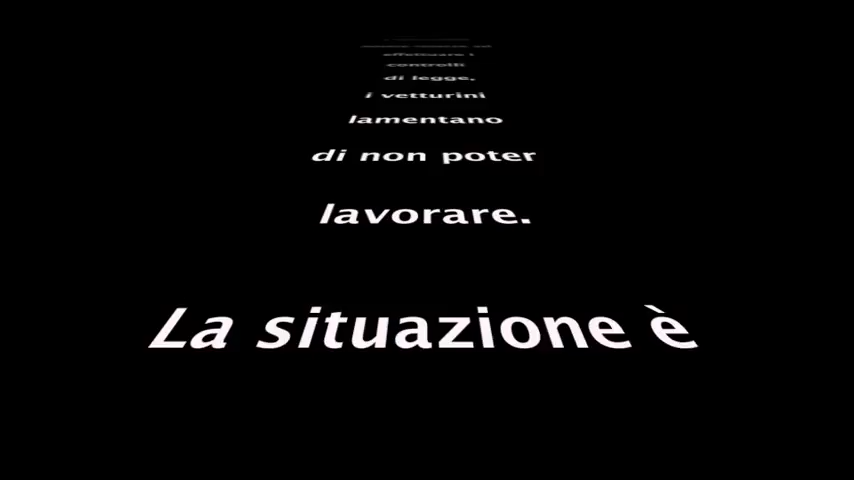 effettuare i
controlli
di legge,
i vetturini
lamentano
di non poter
lavorare.
La situazione è